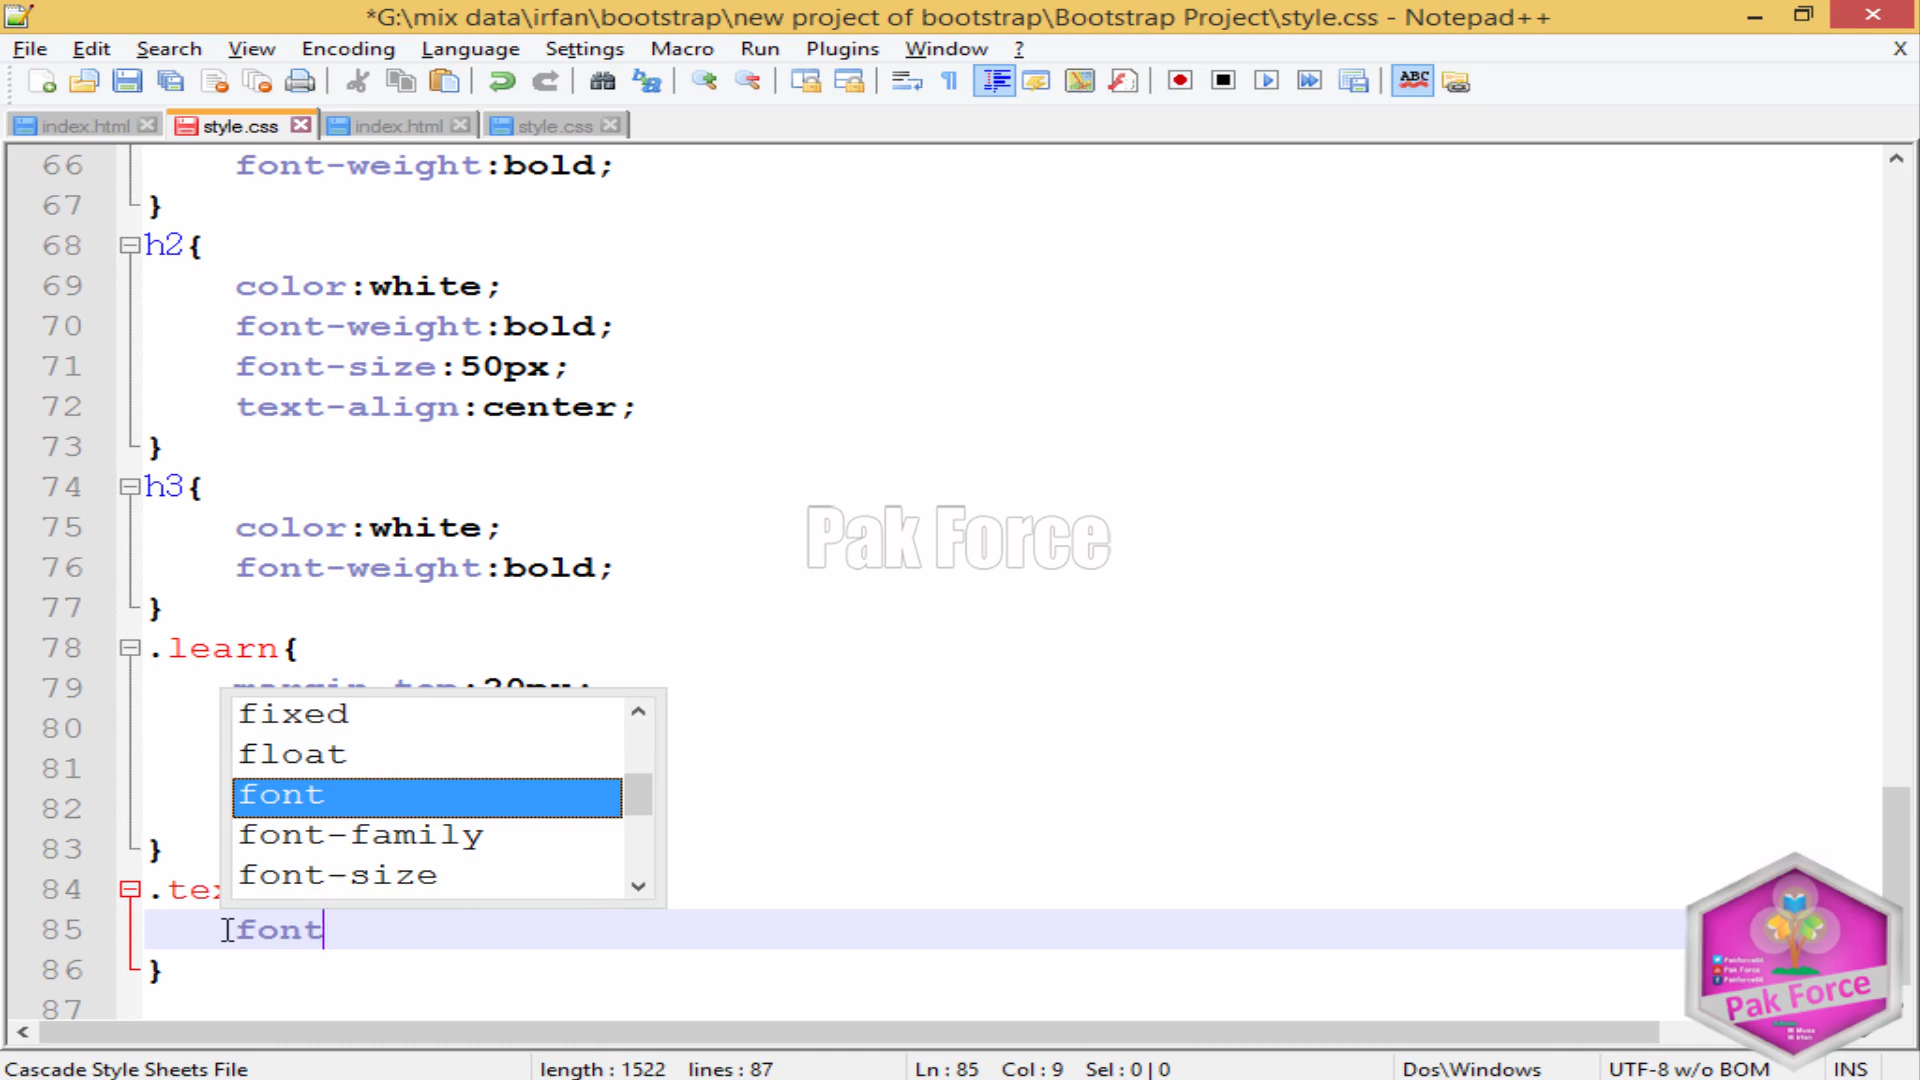 *G:\mix data\irfan\bootstrap\new project of bootstrap\Bootstrap Project\style.css - Notepad++
File Edit Search View Encoding Language Settings Macro Run Plugins Window ? X
ABC
index.html style.css index.html style.css
66 font-weight:bold;
67 }
68 h2{
69 color:white;
70 font-weight:bold;
71 font-size:50px;
72 text-align:center;
73 }
74 h3{
75 color:white;
76 font-weight:bold;
77 }
78 .learn{
79
80
81
82
83 }
84
85 font
86 }
87
fixed
float
font
font-family
font-size
Pak Force
Pak Force
Cascade Style Sheets File length : 1522 lines : 87 Ln : 85 Col : 9 Sel : 0 | 0 Dos\Windows UTF-8 w/o BOM INS